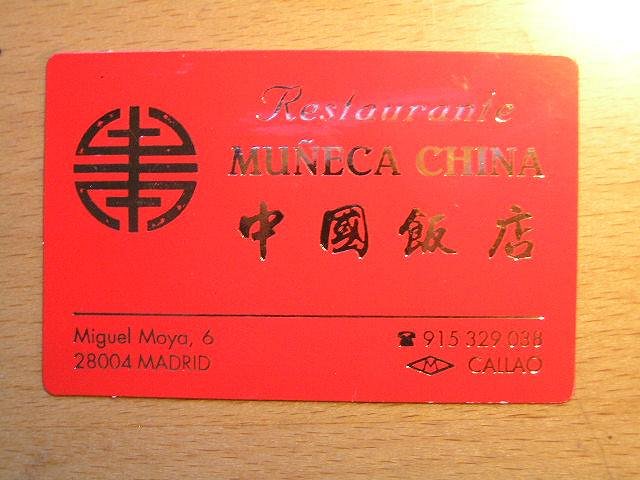 Restaurante
MUÑECA CHINA
中國飯店
Miguel Moya, 6
28004 MADRID
☎ 915 329 038
M CALLAO